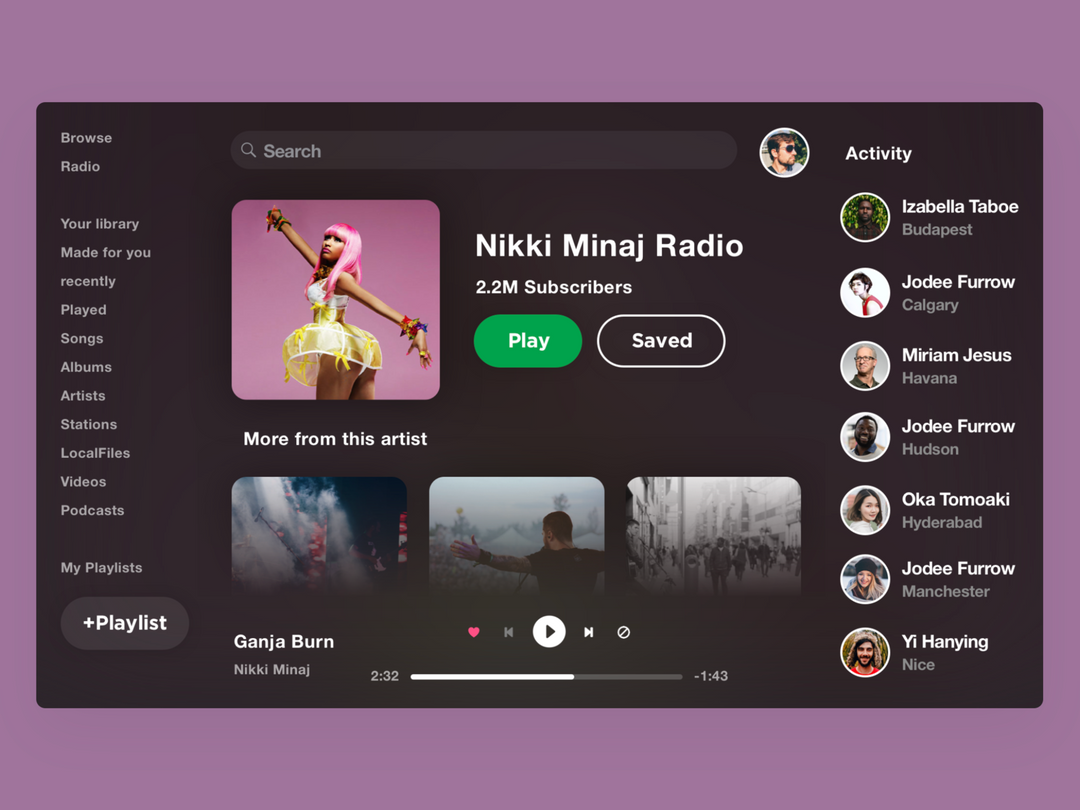 Browse
Radio
Your library
Made for you
recently
Played
Songs
Albums
Artists
Stations
LocalFiles
Videos
Podcasts
My Playlists
+Playlist
Search
Nikki Minaj Radio
2.2M Subscribers
Play
Saved
More from this artist
Ganja Burn
Nikki Minaj
2:32
-1:43
Activity
Izabella Taboe
Budapest
Jodee Furrow
Calgary
Miriam Jesus
Havana
Jodee Furrow
Hudson
Oka Tomoaki
Hyderabad
Jodee Furrow
Manchester
Yi Hanying
Nice